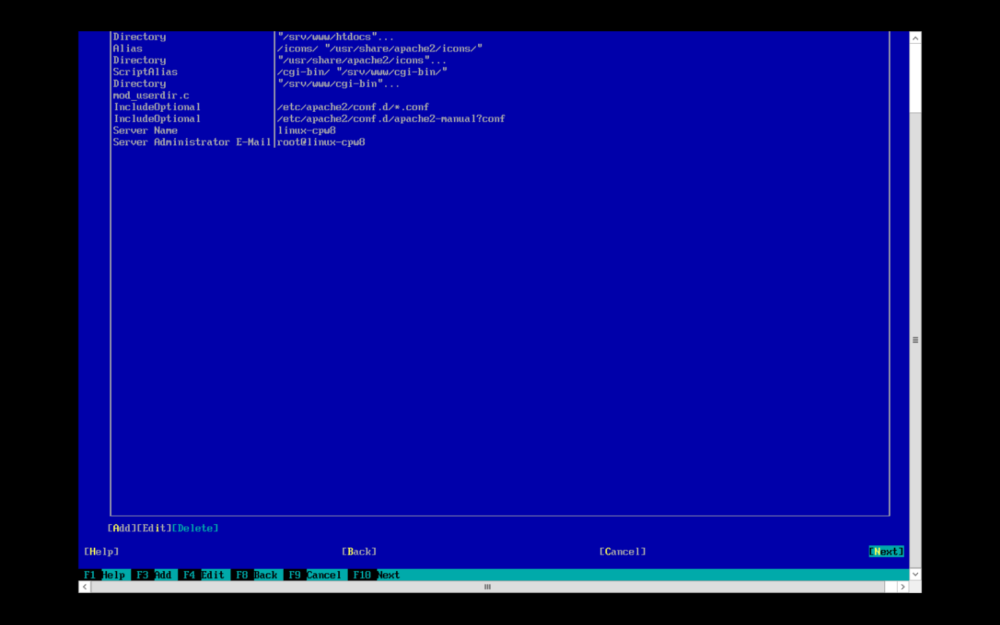 Directory "/srv/www/htdocs"...
Alias /icons/ "/usr/share/apache2/icons/"
Directory "/usr/share/apache2/icons"...
ScriptAlias /cgi-bin/ "/srv/www/cgi-bin/"
Directory "/srv/www/cgi-bin"...
mod_userdir.c
IncludeOptional /etc/apache2/conf.d/*.conf
IncludeOptional /etc/apache2/conf.d/apache2-manual?conf
Server Name linux-cpw8
Server Administrator E-Mail root@linux-cpw8
[Add][Edit][Delete]
[Help] [Back] [Cancel] [Next]
F1 Help F3 Add F4 Edit F8 Back F9 Cancel F10 Next